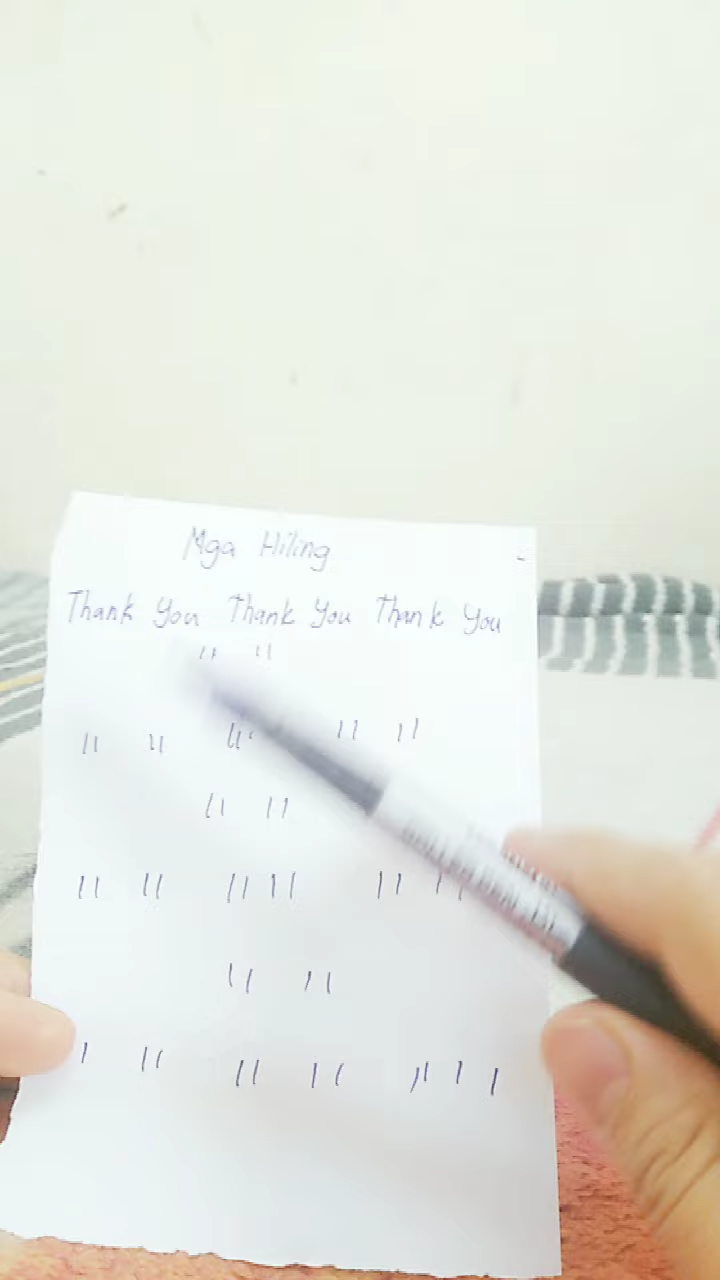 Mga Hiling
Thank You Thank You Thank You
" "
" " " " "
" "
" " " " " "
" "
" " " " " "